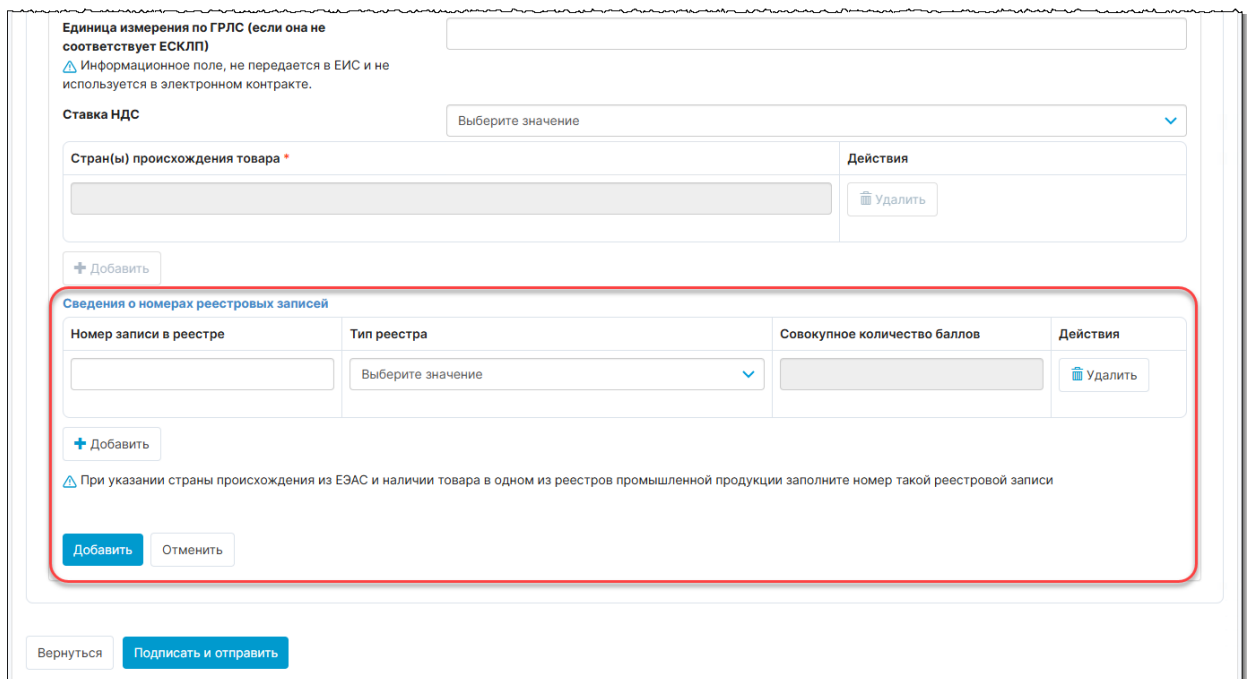 Единица измерения по ГРЛС (если она не
соответствует ЕСКЛП)
Информационное поле, не передается в ЕИС и не
используется в электронном контракте.
Ставка НДС
Выберите значение
Стран(ы) происхождения товара *
Действия
Удалить
Добавить
Сведения о номерах реестровых записей
Номер записи в реестре
Тип реестра
Совокупное количество баллов
Действия
Выберите значение
Удалить
Добавить
При указании страны происхождения из ЕЭАС и наличии товара в одном из реестров промышленной продукции заполните номер такой реестровой записи
Добавить
Отменить
Вернуться
Подписать и отправить